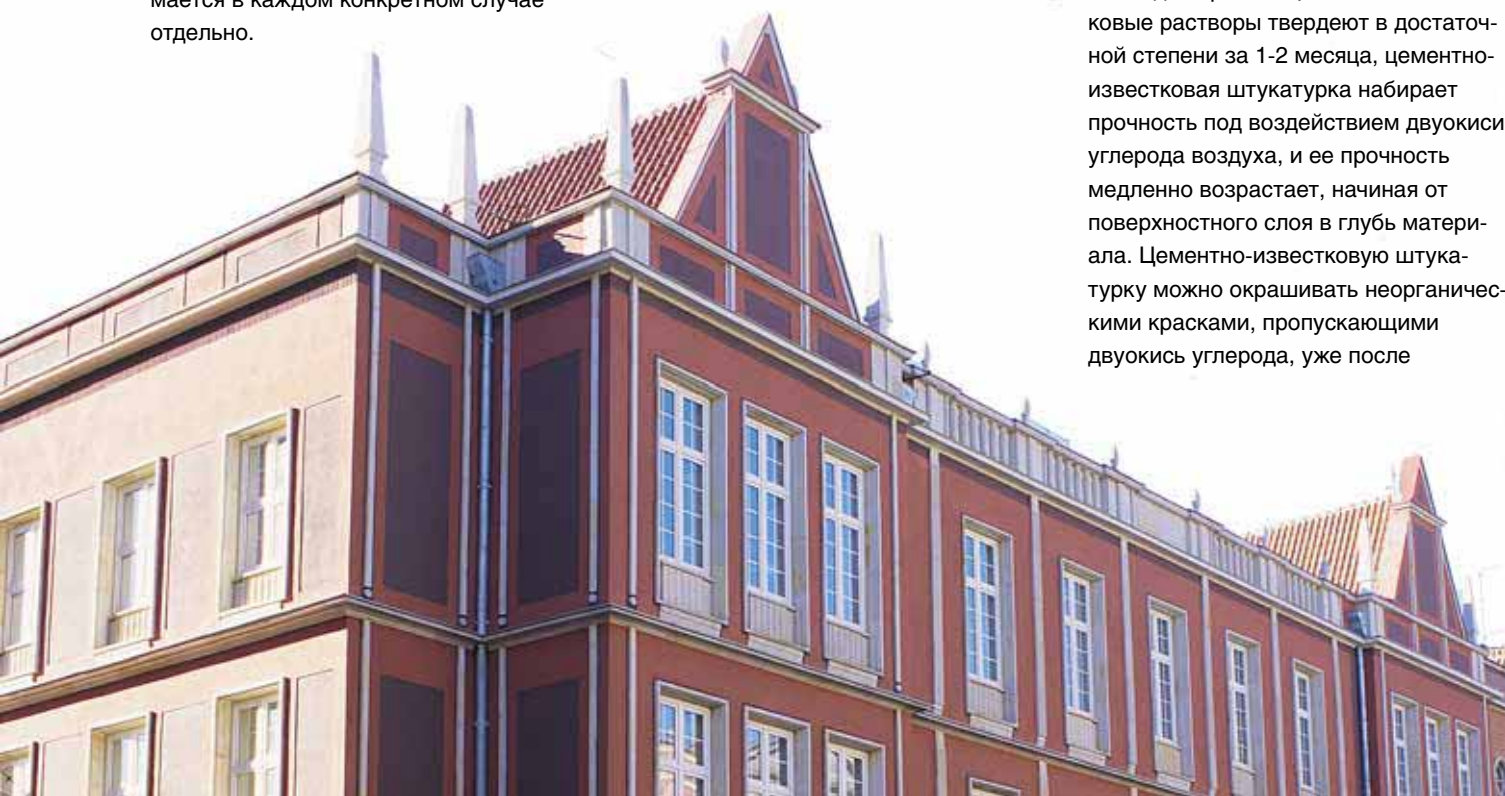 мается в каждом конкретном случае
отдельно.
ковые растворы твердеют в достаточ-
ной степени за 1-2 месяца, цементно-
известковая штукатурка набирает
прочность под воздействием двуокиси
углерода воздуха, и ее прочность
медленно возрастает, начиная от
поверхностного слоя в глубь матери-
ала. Цементно-известковую штука-
турку можно окрашивать неорганичес-
кими красками, пропускающими
двуокись углерода, уже после